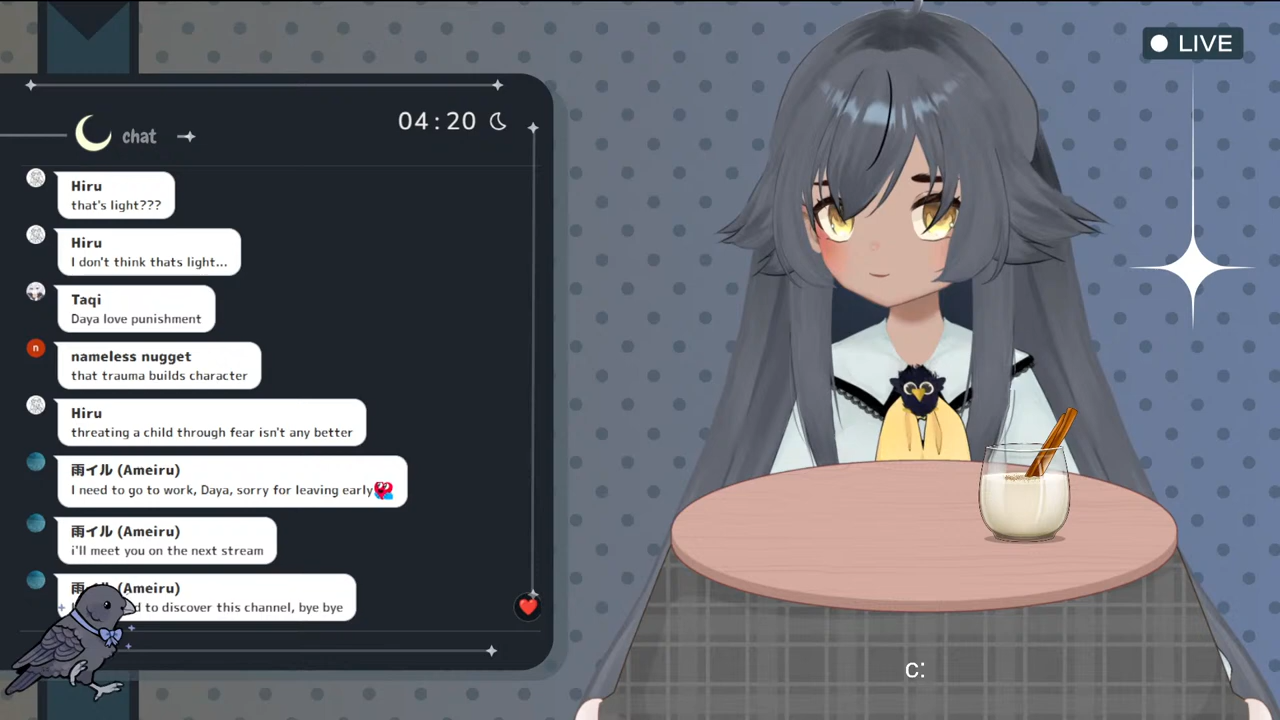 LIVE
chat
04:20
Hiru
that's light???
Hiru
I don't think thats light...
Taqi
Daya love punishment
n
nameless nugget
that trauma builds character
Hiru
threating a child through fear isn't any better
雨イル (Ameiru)
I need to go to work, Daya, sorry for leaving early
雨イル (Ameiru)
i'll meet you on the next stream
(Ameiru)
to discover this channel, bye bye
c: